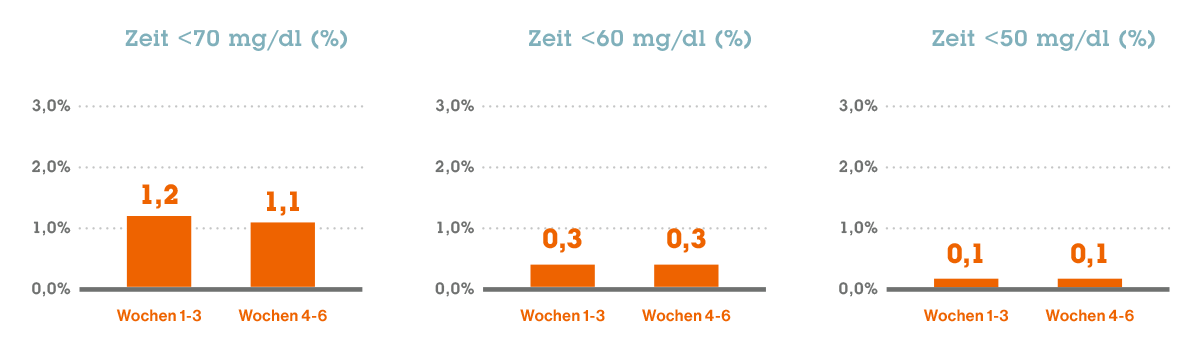 Zeit <70 mg/dl (%)
3,0%
2,0%
1,2
1,1
1,0%
0,0%
Wochen 1-3
Wochen 4-6
Zeit <60 mg/dl (%)
3,0%
2,0%
1,0%
0,3
0,3
0,0%
Wochen 1-3
Wochen 4-6
Zeit <50 mg/dl (%)
3,0%
2,0%
1,0%
0,1
0,1
0,0%
Wochen 1-3
Wochen 4-6